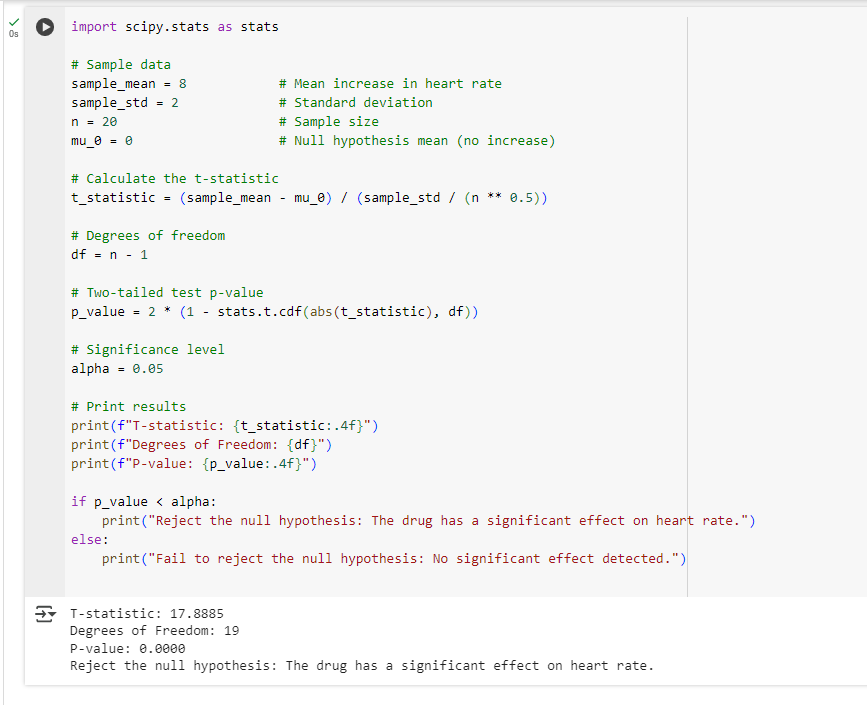 0s
import scipy.stats as stats
# Sample data
sample_mean = 8            # Mean increase in heart rate
sample_std = 2             # Standard deviation
n = 20                     # Sample size
mu_0 = 0                   # Null hypothesis mean (no increase)
# Calculate the t-statistic
t_statistic = (sample_mean - mu_0) / (sample_std / (n ** 0.5))
# Degrees of freedom
df = n - 1
# Two-tailed test p-value
p_value = 2 * (1 - stats.t.cdf(abs(t_statistic), df))
# Significance level
alpha = 0.05
# Print results
print(f"T-statistic: {t_statistic:.4f}")
print(f"Degrees of Freedom: {df}")
print(f"P-value: {p_value:.4f}")
if p_value < alpha:
    print("Reject the null hypothesis: The drug has a significant effect on heart rate.")
else:
    print("Fail to reject the null hypothesis: No significant effect detected.")
T-statistic: 17.8885
Degrees of Freedom: 19
P-value: 0.0000
Reject the null hypothesis: The drug has a significant effect on heart rate.